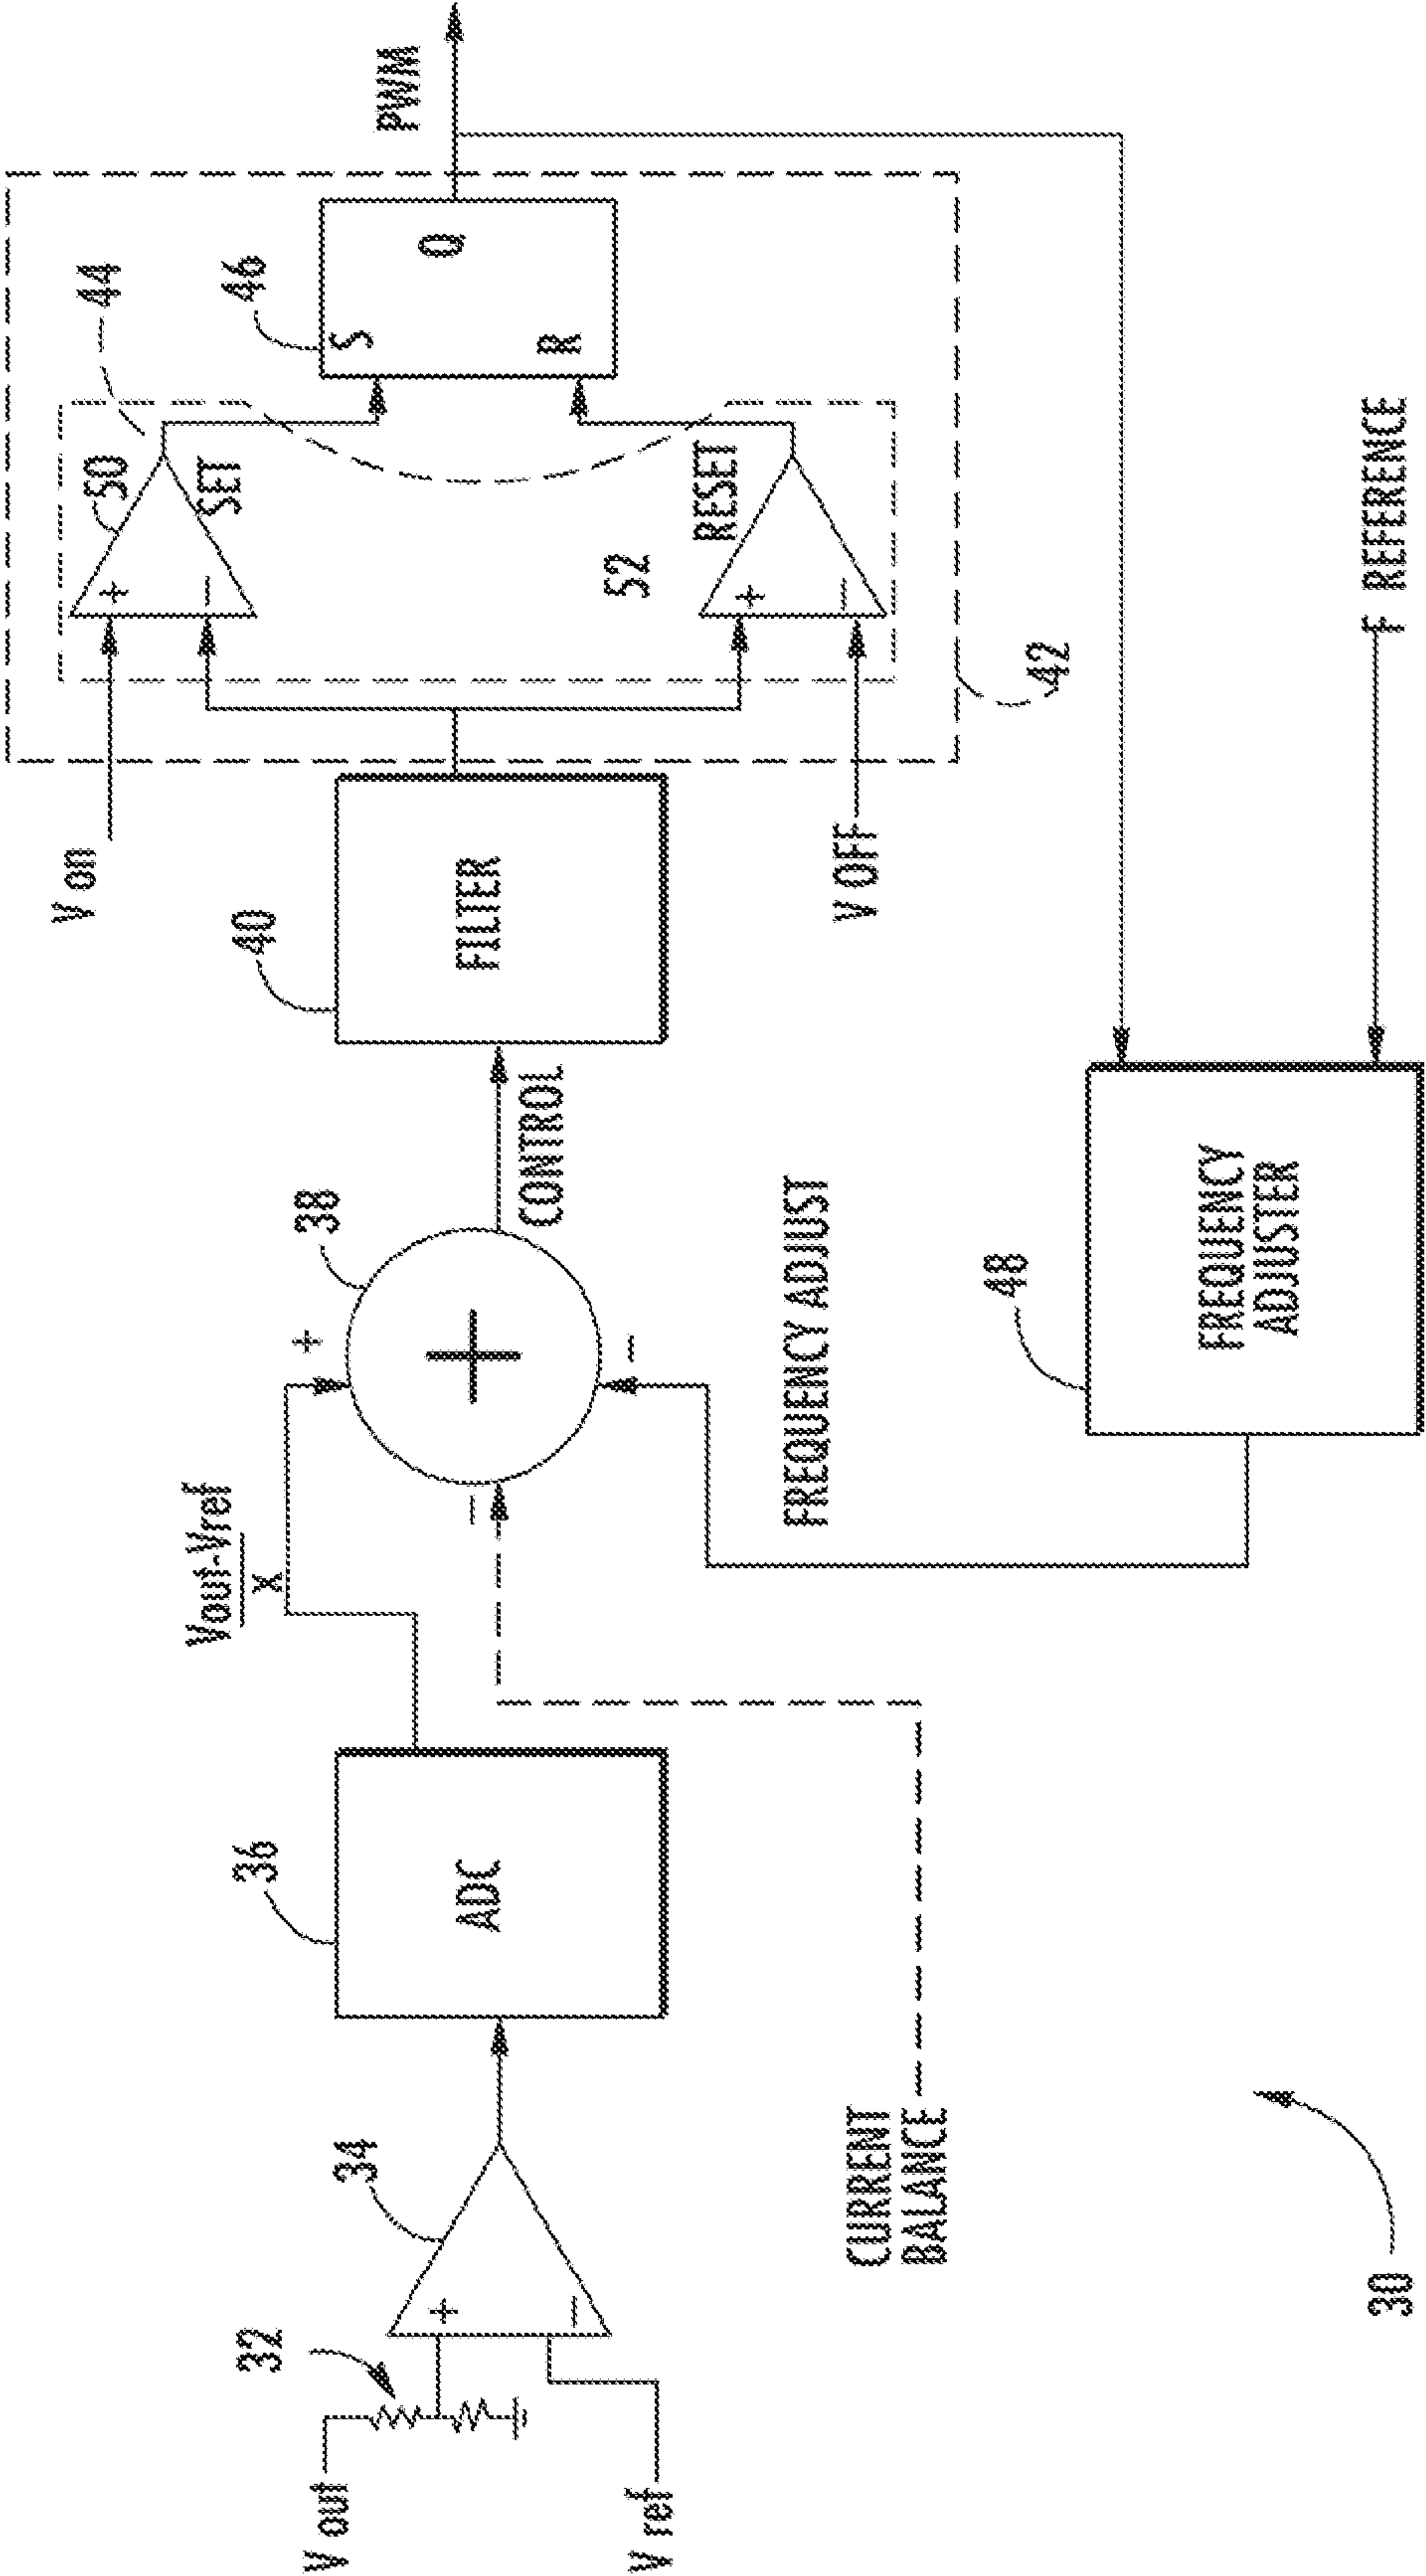 V out
V ref
32
+
−
34
36
ADC
Vout-Vref
X
CURRENT
BALANCE
+
−
−
+
38
CONTROL
FREQUENCY ADJUST
40
FILTER
V on
V OFF
50
+
−
SET
44
52
+
−
RESET
46
S
R
Q
42
PWM
48
FREQUENCY
ADJUSTER
F REFERENCE
30